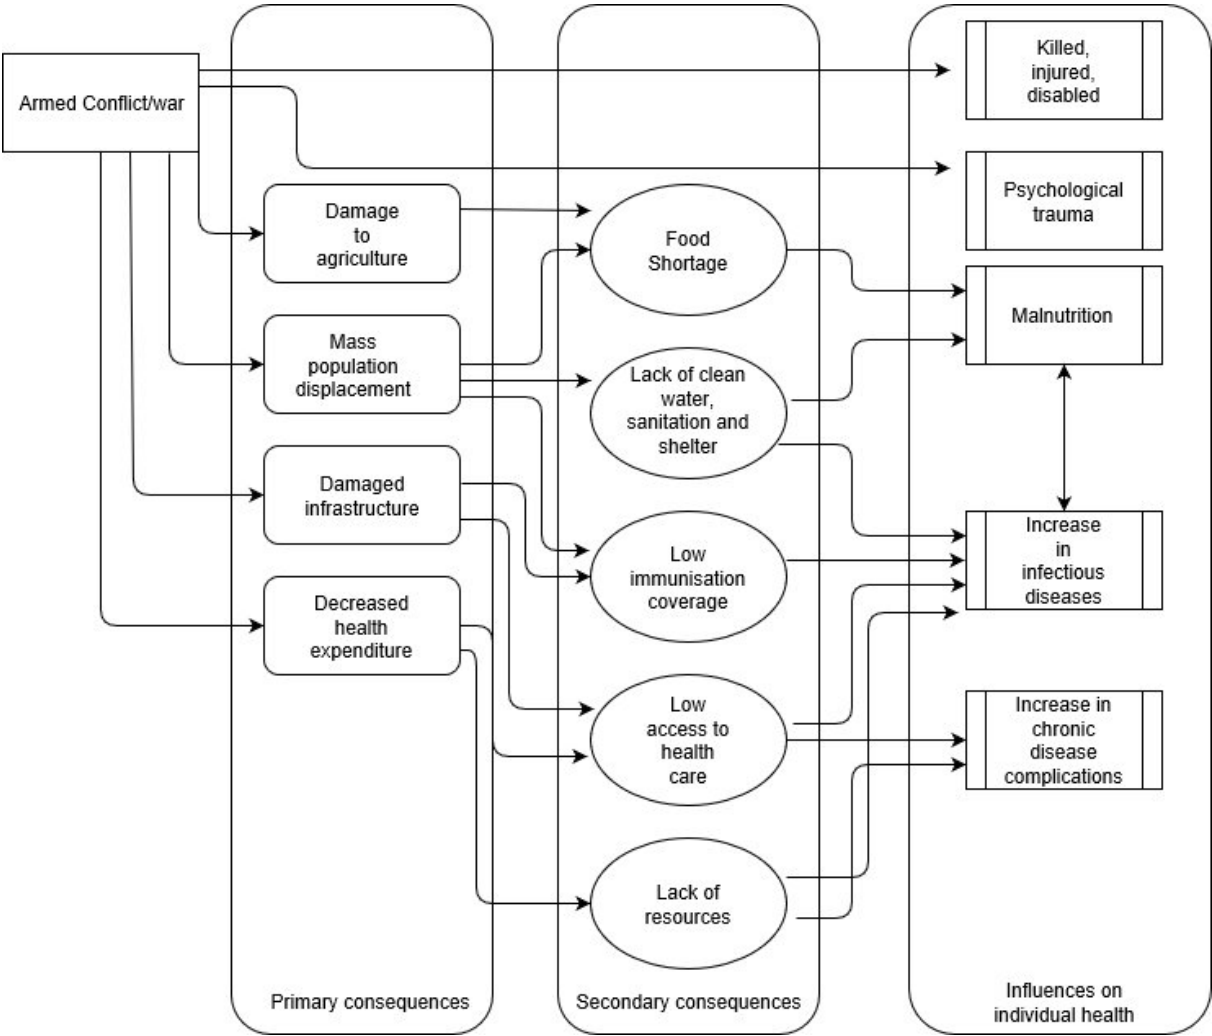 Armed Conflict/war
Damage
to
agriculture
Mass
population
displacement
Damaged
infrastructure
Decreased
health
expenditure
Primary consequences
Food
Shortage
Lack of clean
water,
sanitation and
shelter
Low
immunisation
coverage
Low
access to
health
care
Lack of
resources
Secondary consequences
Killed,
injured,
disabled
Psychological
trauma
Malnutrition
Increase
in
infectious
diseases
Increase in
chronic
disease
complications
Influences on
individual health